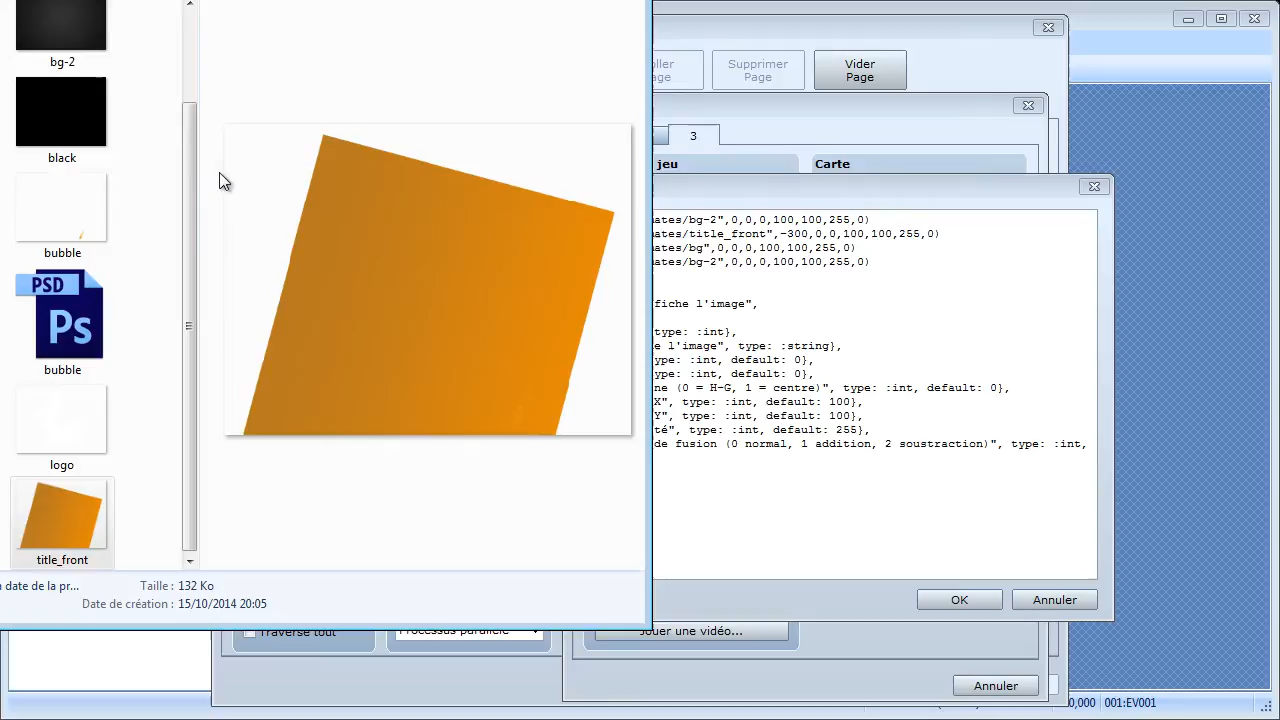 bg-2
black
bubble
PSD
Ps
bubble
logo
title_front
Taille : 132 Ko
Date de création : 15/10/2014 20:05
Supprimer
Page
Vider
Page
3
jeu
Carte
ates/bg-2",0,0,0,100,100,255,0)
ates/title_front",-300,0,0,100,100,255,0)
ates/bg",0,0,0,100,100,255,0)
ates/bg-2",0,0,0,100,100,255,0)
fiche l'image",
type: :int},
e l'image", type: :string},
ype: :int, default: 0},
ype: :int, default: 0},
ne (0 = H-G, 1 = centre)", type: :int, default: 0},
X", type: :int, default: 100},
Y", type: :int, default: 100},
té", type: :int, default: 255},
de fusion (0 normal, 1 addition, 2 soustraction)", type: :int,
OK
Annuler
Traverse tout
Processus parallèle
Jouer une vidéo...
Annuler
001:EV001